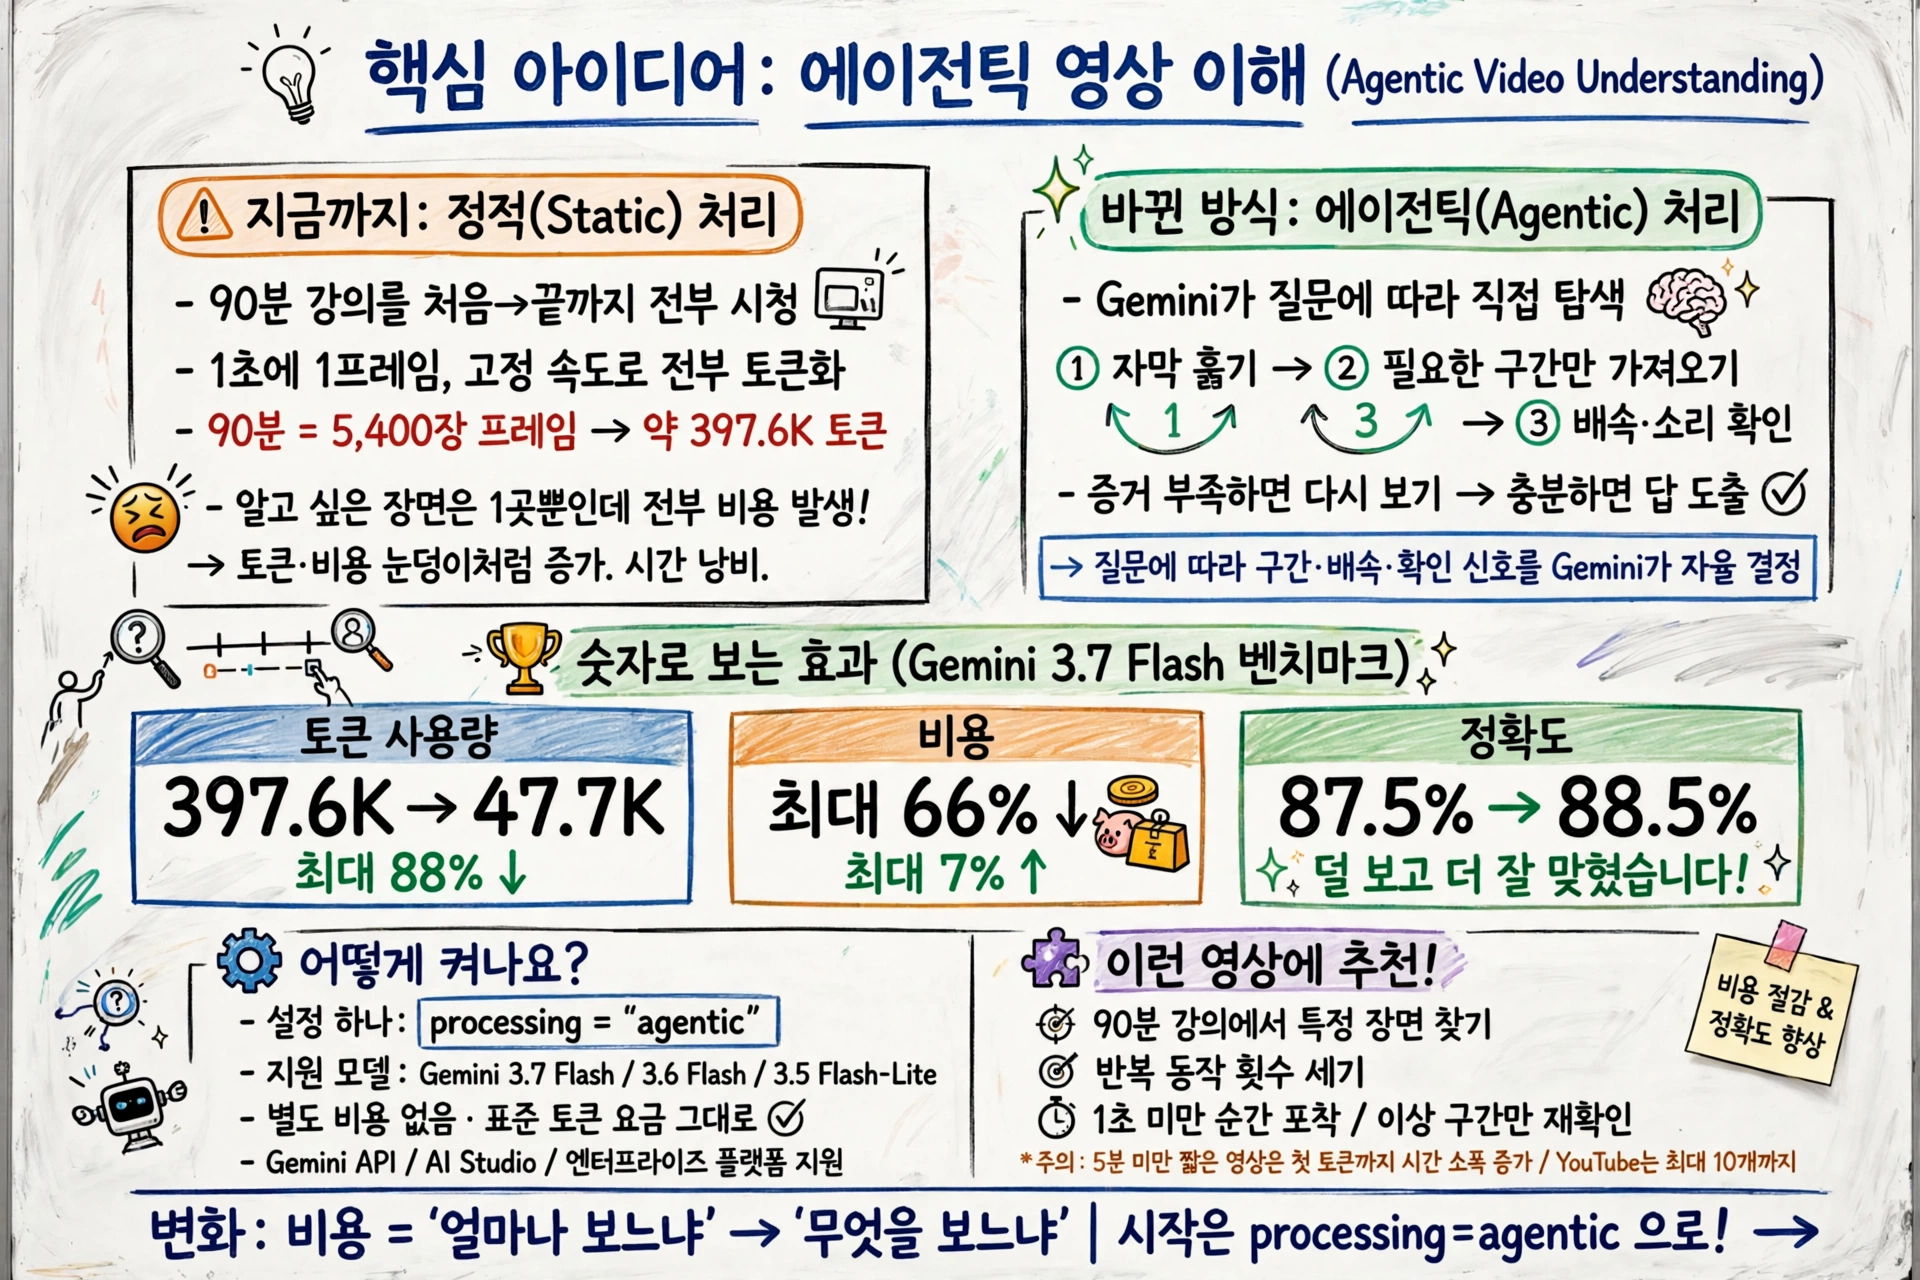 핵심 아이디어: 에이전틱 영상 이해 (Agentic Video Understanding)
지금까지: 정적(Static) 처리
- 90분 강의를 처음→끝까지 전부 시청
- 1초에 1프레임, 고정 속도로 전부 토큰화
- 90분 = 5,400장 프레임 → 약 397.6K 토큰
- 알고 싶은 장면은 1곳뿐인데 전부 비용 발생!
→ 토큰·비용 눈덩이처럼 증가. 시간 낭비.
바뀐 방식: 에이전틱(Agentic) 처리
- Gemini가 질문에 따라 직접 탐색
① 자막 훑기 → ② 필요한 구간만 가져오기
1 3 → ③ 배속·소리 확인
- 증거 부족하면 다시 보기 → 충분하면 답 도출
→ 질문에 따라 구간·배속·확인 신호를 Gemini가 자율 결정
?
숫자로 보는 효과 (Gemini 3.7 Flash 벤치마크)
토큰 사용량
397.6K → 47.7K
최대 88% ↓
비용
최대 66% ↓
최대 7% ↑
정확도
87.5% → 88.5%
덜 보고 더 잘 맞혔습니다!
어떻게 켜나요?
- 설정 하나: processing = “agentic”
- 지원 모델: Gemini 3.7 Flash / 3.6 Flash / 3.5 Flash-Lite
- 별도 비용 없음 · 표준 토큰 요금 그대로
- Gemini API / AI Studio / 엔터프라이즈 플랫폼 지원
?
이런 영상에 추천!
90분 강의에서 특정 장면 찾기
반복 동작 횟수 세기
1초 미만 순간 포착 / 이상 구간만 재확인
*주의: 5분 미만 짧은 영상은 첫 토큰까지 시간 소폭 증가 / YouTube는 최대 10개까지
비용 절감 &
정확도 향상
변화: 비용 = ‘얼마나 보느냐’ → ‘무엇을 보느냐’ | 시작은 processing=agentic 으로! →